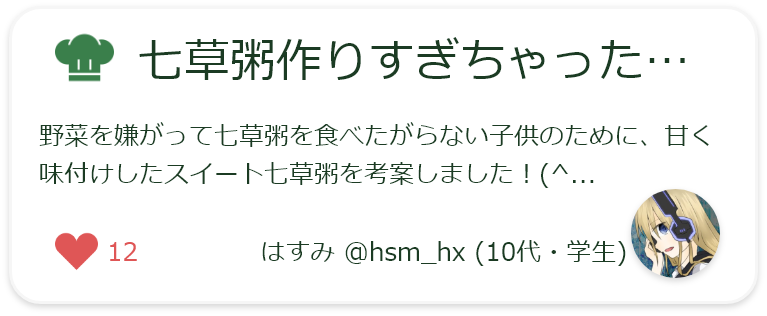 七草粥作りすぎちゃった…
野菜を嫌がって七草粥を食べたがらない子供のために、甘く
味付けしたスイート七草粥を考案しました！(^...
12
はすみ @hsm_hx (10代・学生)